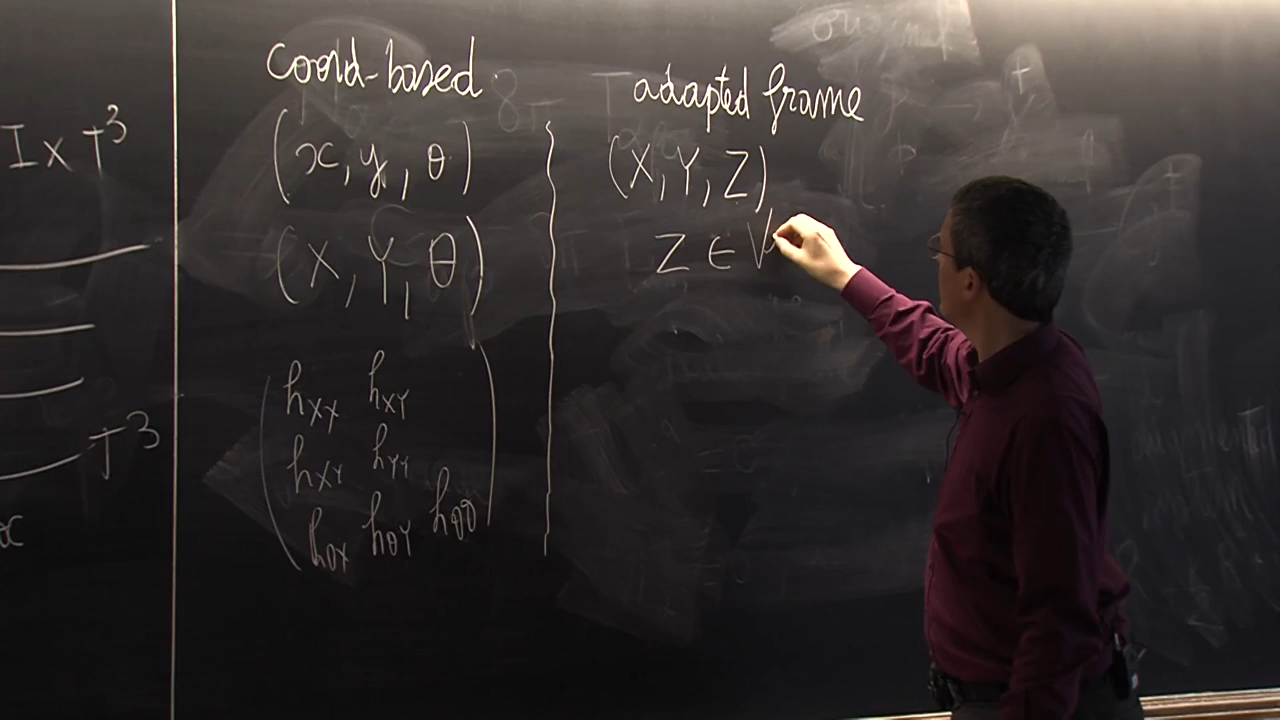 I × T³
T³
x
coord-based
(x, y, θ)
(X, Y, θ)
h_XX h_XY
h_XY h_YY
h_θX h_θY h_θθ
adapted frame
(X, Y, Z)
Z ∈ V